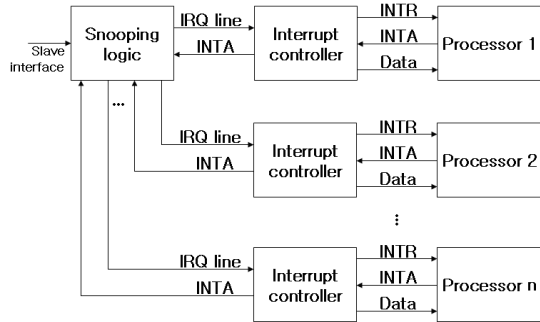 Slave
interface
Snooping
logic
IRQ line
INTA
Interrupt
controller
INTR
INTA
Data
Processor 1
...
IRQ line
INTA
Interrupt
controller
INTR
INTA
Data
Processor 2
...
IRQ line
INTA
Interrupt
controller
INTR
INTA
Data
Processor n